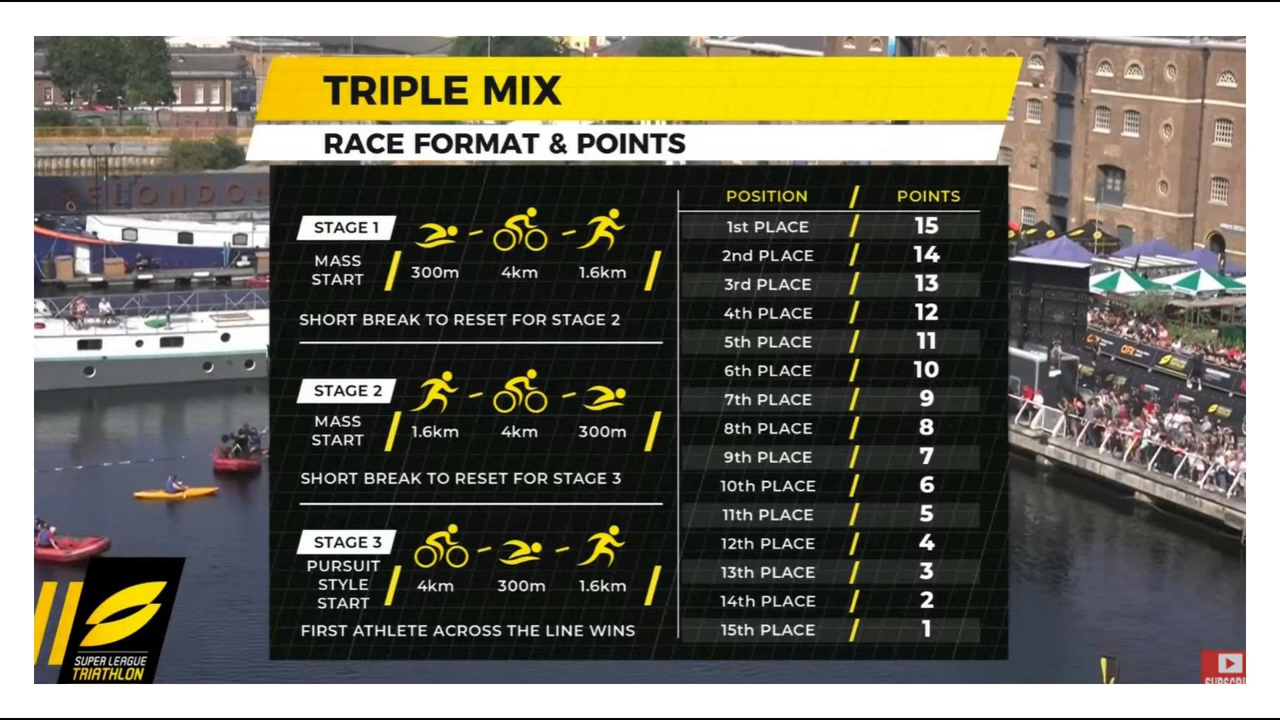 TRIPLE MIX
RACE FORMAT & POINTS
STAGE 1
MASS
START
300m 4km 1.6km
SHORT BREAK TO RESET FOR STAGE 2
STAGE 2
MASS
START
1.6km 4km 300m
SHORT BREAK TO RESET FOR STAGE 3
STAGE 3
PURSUIT
STYLE
START
4km 300m 1.6km
FIRST ATHLETE ACROSS THE LINE WINS
POSITION / POINTS
1st PLACE / 15
2nd PLACE / 14
3rd PLACE / 13
4th PLACE / 12
5th PLACE / 11
6th PLACE / 10
7th PLACE / 9
8th PLACE / 8
9th PLACE / 7
10th PLACE / 6
11th PLACE / 5
12th PLACE / 4
13th PLACE / 3
14th PLACE / 2
15th PLACE / 1
LONDON
SUPER LEAGUE
TRIATHLON